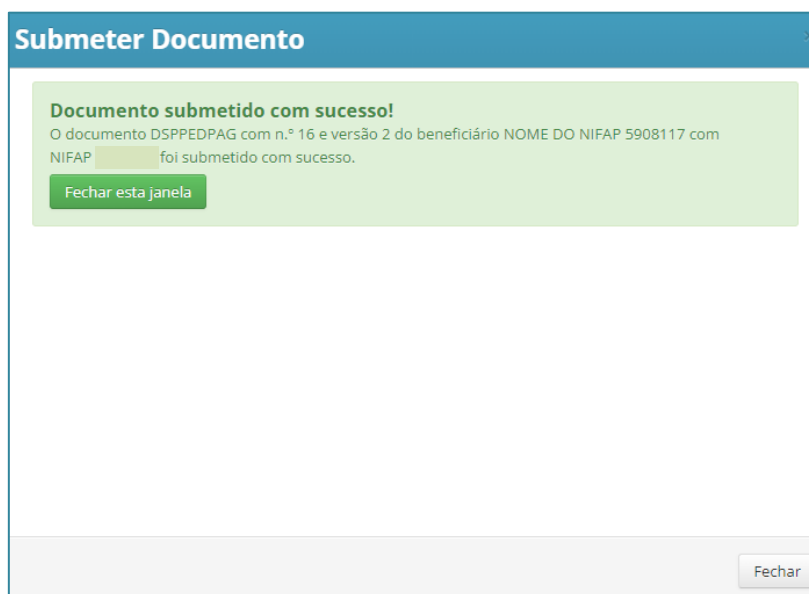 Submeter Documento
Documento submetido com sucesso!
O documento DSPPEDPAG com n.º 16 e versão 2 do beneficiário NOME DO NIFAP 5908117 com
NIFAP foi submetido com sucesso.
Fechar esta janela
Fechar